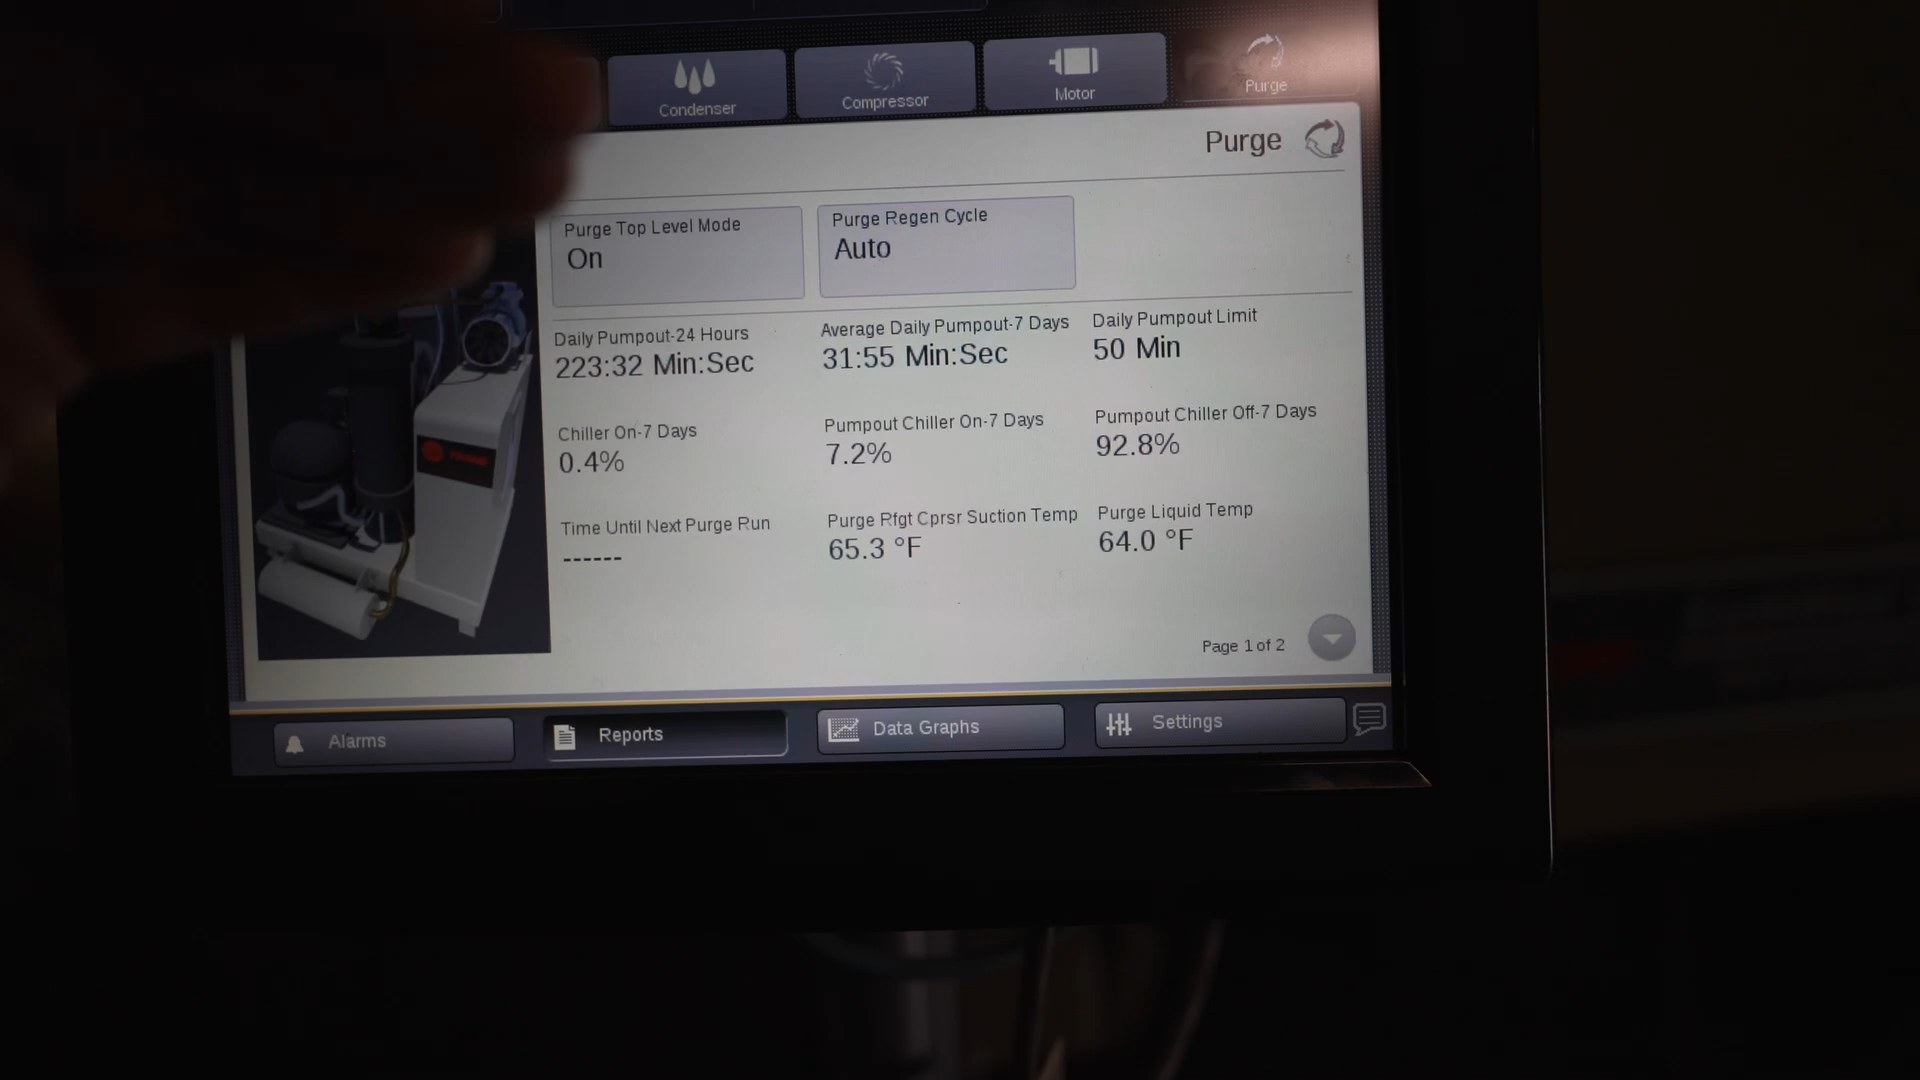 Condenser
Compressor
Motor
Purge
Purge
Purge Top Level Mode
On
Purge Regen Cycle
Auto
Daily Pumpout-24 Hours
223:32 Min:Sec
Average Daily Pumpout-7 Days
31:55 Min:Sec
Daily Pumpout Limit
50 Min
Chiller On-7 Days
0.4%
Pumpout Chiller On-7 Days
7.2%
Pumpout Chiller Off-7 Days
92.8%
Time Until Next Purge Run
------
Purge Rfgt Cprsr Suction Temp
65.3 °F
Purge Liquid Temp
64.0 °F
TRANE
Page 1 of 2
Alarms
Reports
Data Graphs
Settings